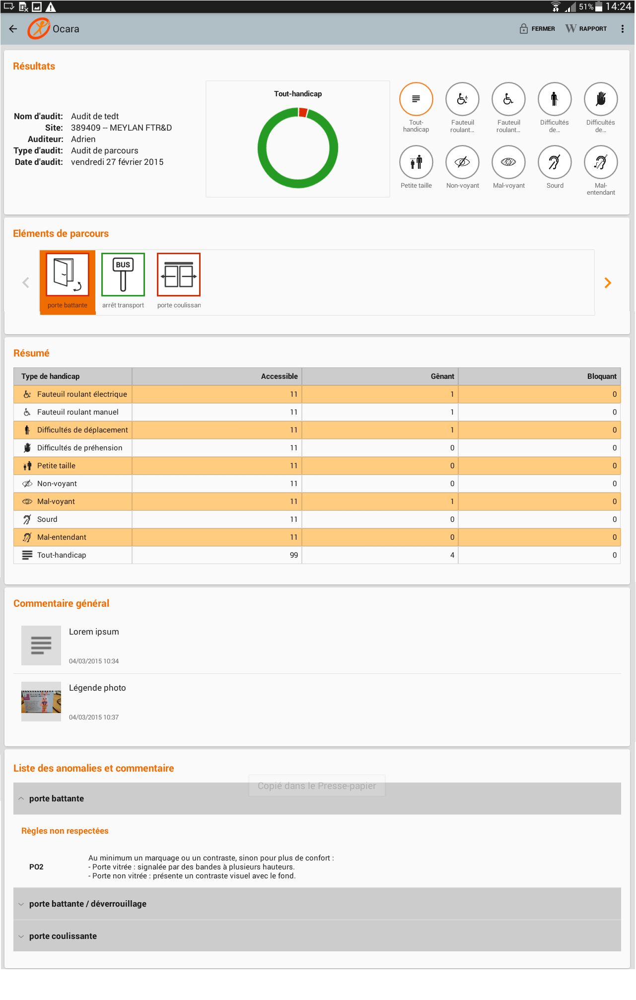 51% 14:24
Ocara
FERMER
W RAPPORT
Résultats
Nom d'audit: Audit de tedt
Site: 389409 -- MEYLAN FTR&D
Auditeur: Adrien
Type d'audit: Audit de parcours
Date d'audit: vendredi 27 février 2015
Tout-handicap
Tout-
handicap
Fauteuil
roulant...
Fauteuil
roulant...
Difficultés
de...
Difficultés
de...
Petite taille
Non-voyant
Mal-voyant
Sourd
Mal-
entendant
Eléments de parcours
BUS
porte battante
arrêt transport
porte coulissan
Résumé
Type de handicap Accessible Gênant Bloquant
Fauteuil roulant électrique 11 1 0
Fauteuil roulant manuel 11 1 0
Difficultés de déplacement 11 1 0
Difficultés de préhension 11 0 0
Petite taille 11 0 0
Non-voyant 11 0 0
Mal-voyant 11 1 0
Sourd 11 0 0
Mal-entendant 11 0 0
Tout-handicap 99 4 0
Commentaire général
Lorem ipsum
04/03/2015 10:34
Légende photo
04/03/2015 10:37
Liste des anomalies et commentaire
Copié dans le Presse-papier
porte battante
Règles non respectées
PO2
Au minimum un marquage ou un contraste, sinon pour plus de confort :
- Porte vitrée : signalée par des bandes à plusieurs hauteurs.
- Porte non vitrée : présente un contraste visuel avec le fond.
porte battante / déverrouillage
porte coulissante